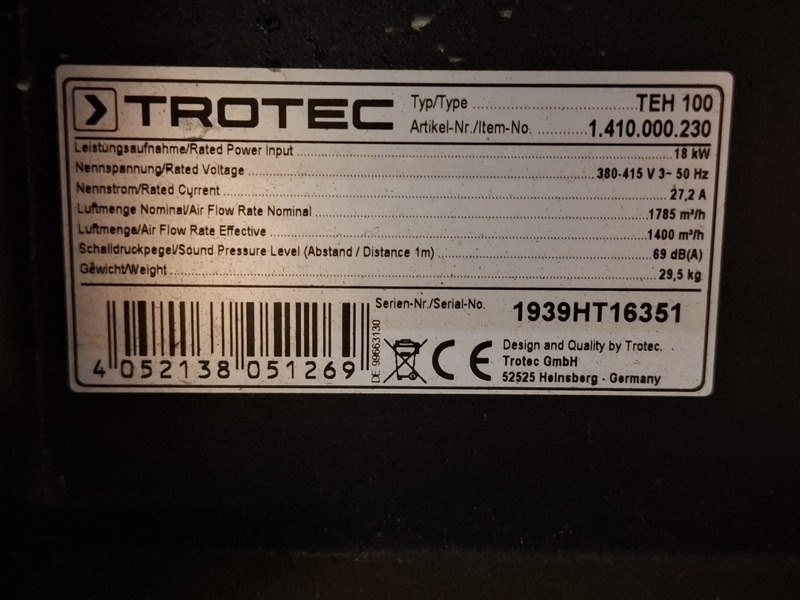 TROTEC
Typ/Type ........ TEH 100
Artikel-Nr./Item-No. ........ 1.410.000.230
Leistungsaufnahme/Rated Power Input ........ 18 kW
Nennspannung/Rated Voltage ........ 380-415 V 3~ 50 Hz
Nennstrom/Rated Current ........ 27,2 A
Luftmenge Nominal/Air Flow Rate Nominal ........ 1785 m³/h
Luftmenge/Air Flow Rate Effective ........ 1400 m³/h
Schalldruckpegel/Sound Pressure Level (Abstand / Distance 1m) ........ 69 dB(A)
Gewicht/Weight ........ 29,5 kg
Serien-Nr./Serial-No. 1939HT16351
4 052138 051269
DE 98663130
CE
Design and Quality by Trotec.
Trotec GmbH
52525 Heinsberg - Germany